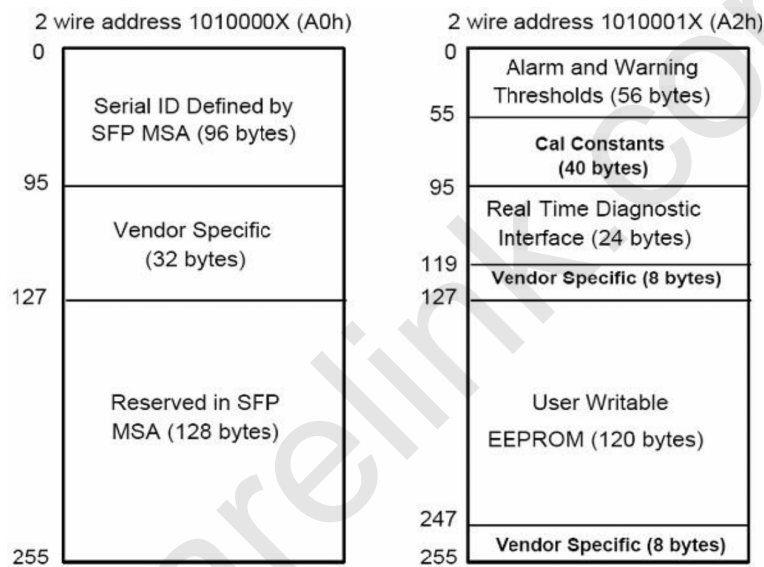 2 wire address 1010000X (A0h)
0
Serial ID Defined by
SFP MSA (96 bytes)
95
Vendor Specific
(32 bytes)
127
Reserved in SFP
MSA (128 bytes)
255
2 wire address 1010001X (A2h)
0
Alarm and Warning
Thresholds (56 bytes)
55
Cal Constants
(40 bytes)
95
Real Time Diagnostic
Interface (24 bytes)
119
Vendor Specific (8 bytes)
127
User Writable
EEPROM (120 bytes)
247
Vendor Specific (8 bytes)
255
arelink.co